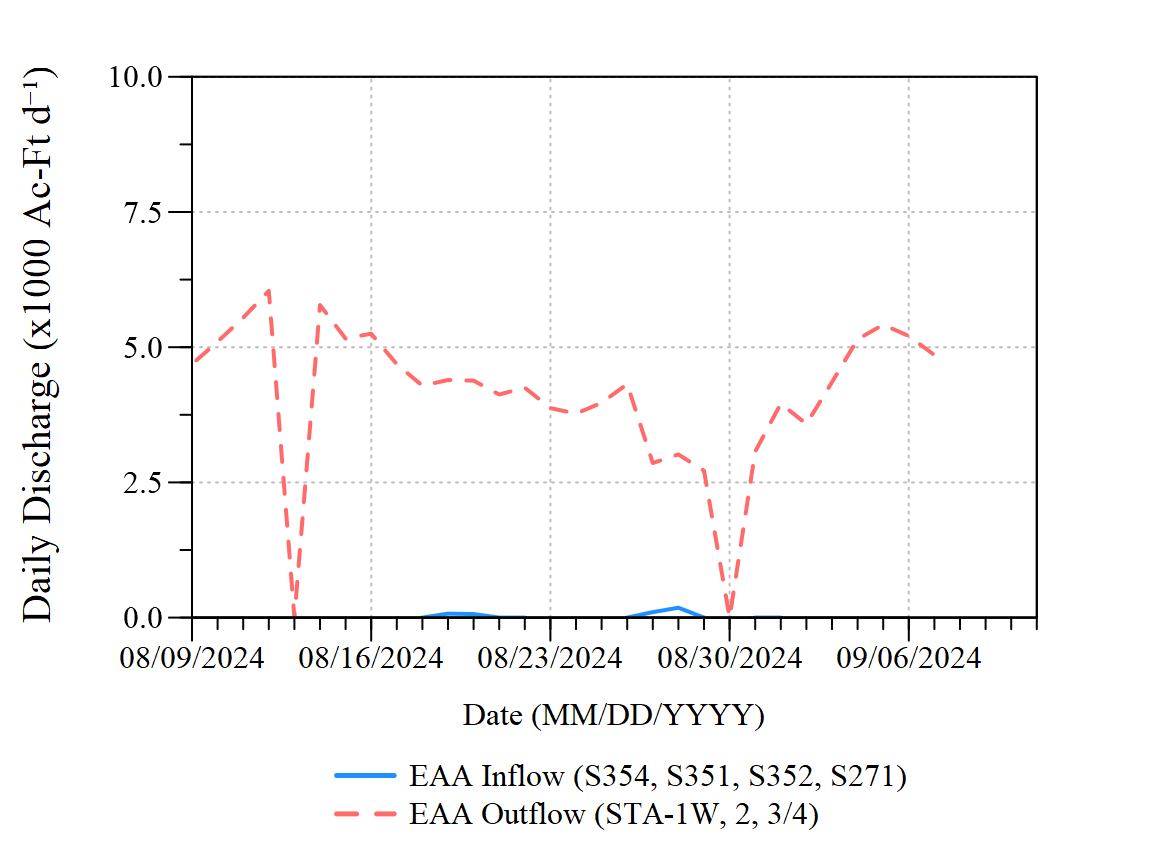 Daily Discharge (x1000 Ac-Ft d⁻¹)
10.0
7.5
5.0
2.5
0.0
08/09/2024 08/16/2024 08/23/2024 08/30/2024 09/06/2024
Date (MM/DD/YYYY)
EAA Inflow (S354, S351, S352, S271)
EAA Outflow (STA-1W, 2, 3/4)